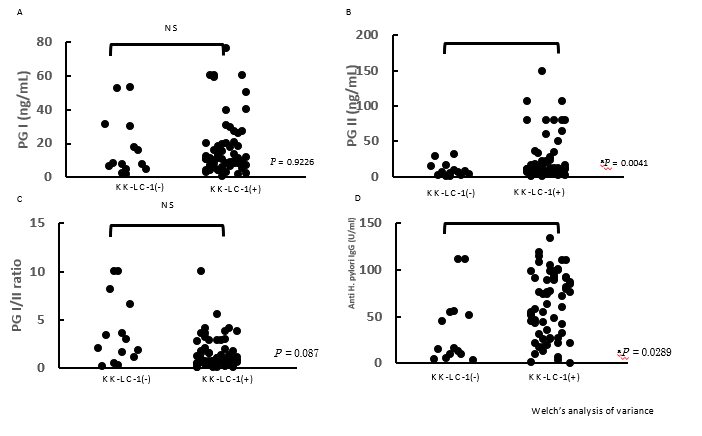 A
NS
80
60
40
20
0
PG I (ng/mL)
KK-LC-1(-)
KK-LC-1(+)
P = 0.9226
B
200
150
100
50
0
PG II (ng/mL)
KK-LC-1(-)
KK-LC-1(+)
*P = 0.0041
C
NS
15
10
5
0
PG I/II ratio
KK-LC-1(-)
KK-LC-1(+)
P = 0.087
D
150
100
50
0
Anti H. pylori IgG (U/ml)
KK-LC-1(-)
KK-LC-1(+)
*P = 0.0289
Welch's analysis of variance